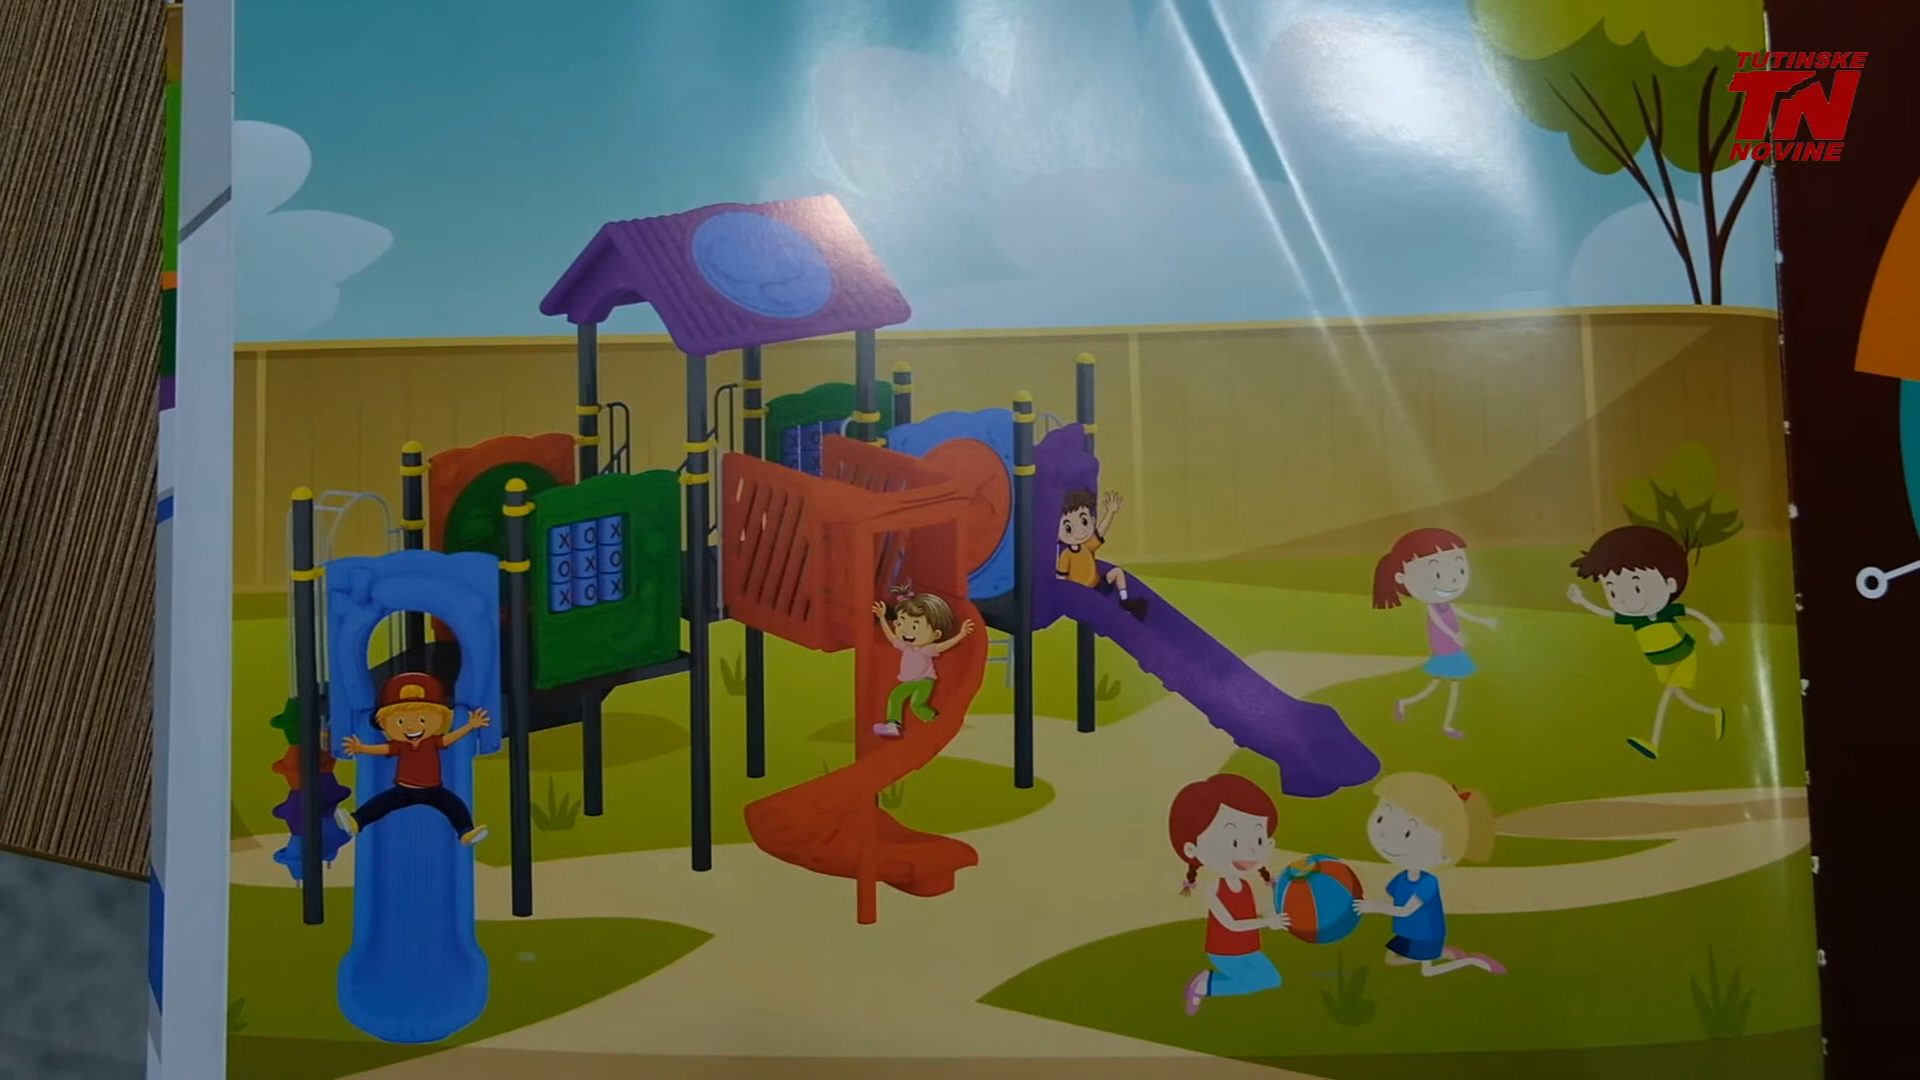 TUTINSKE
TN
NOVINE
X O X
O X O
X O X
X O